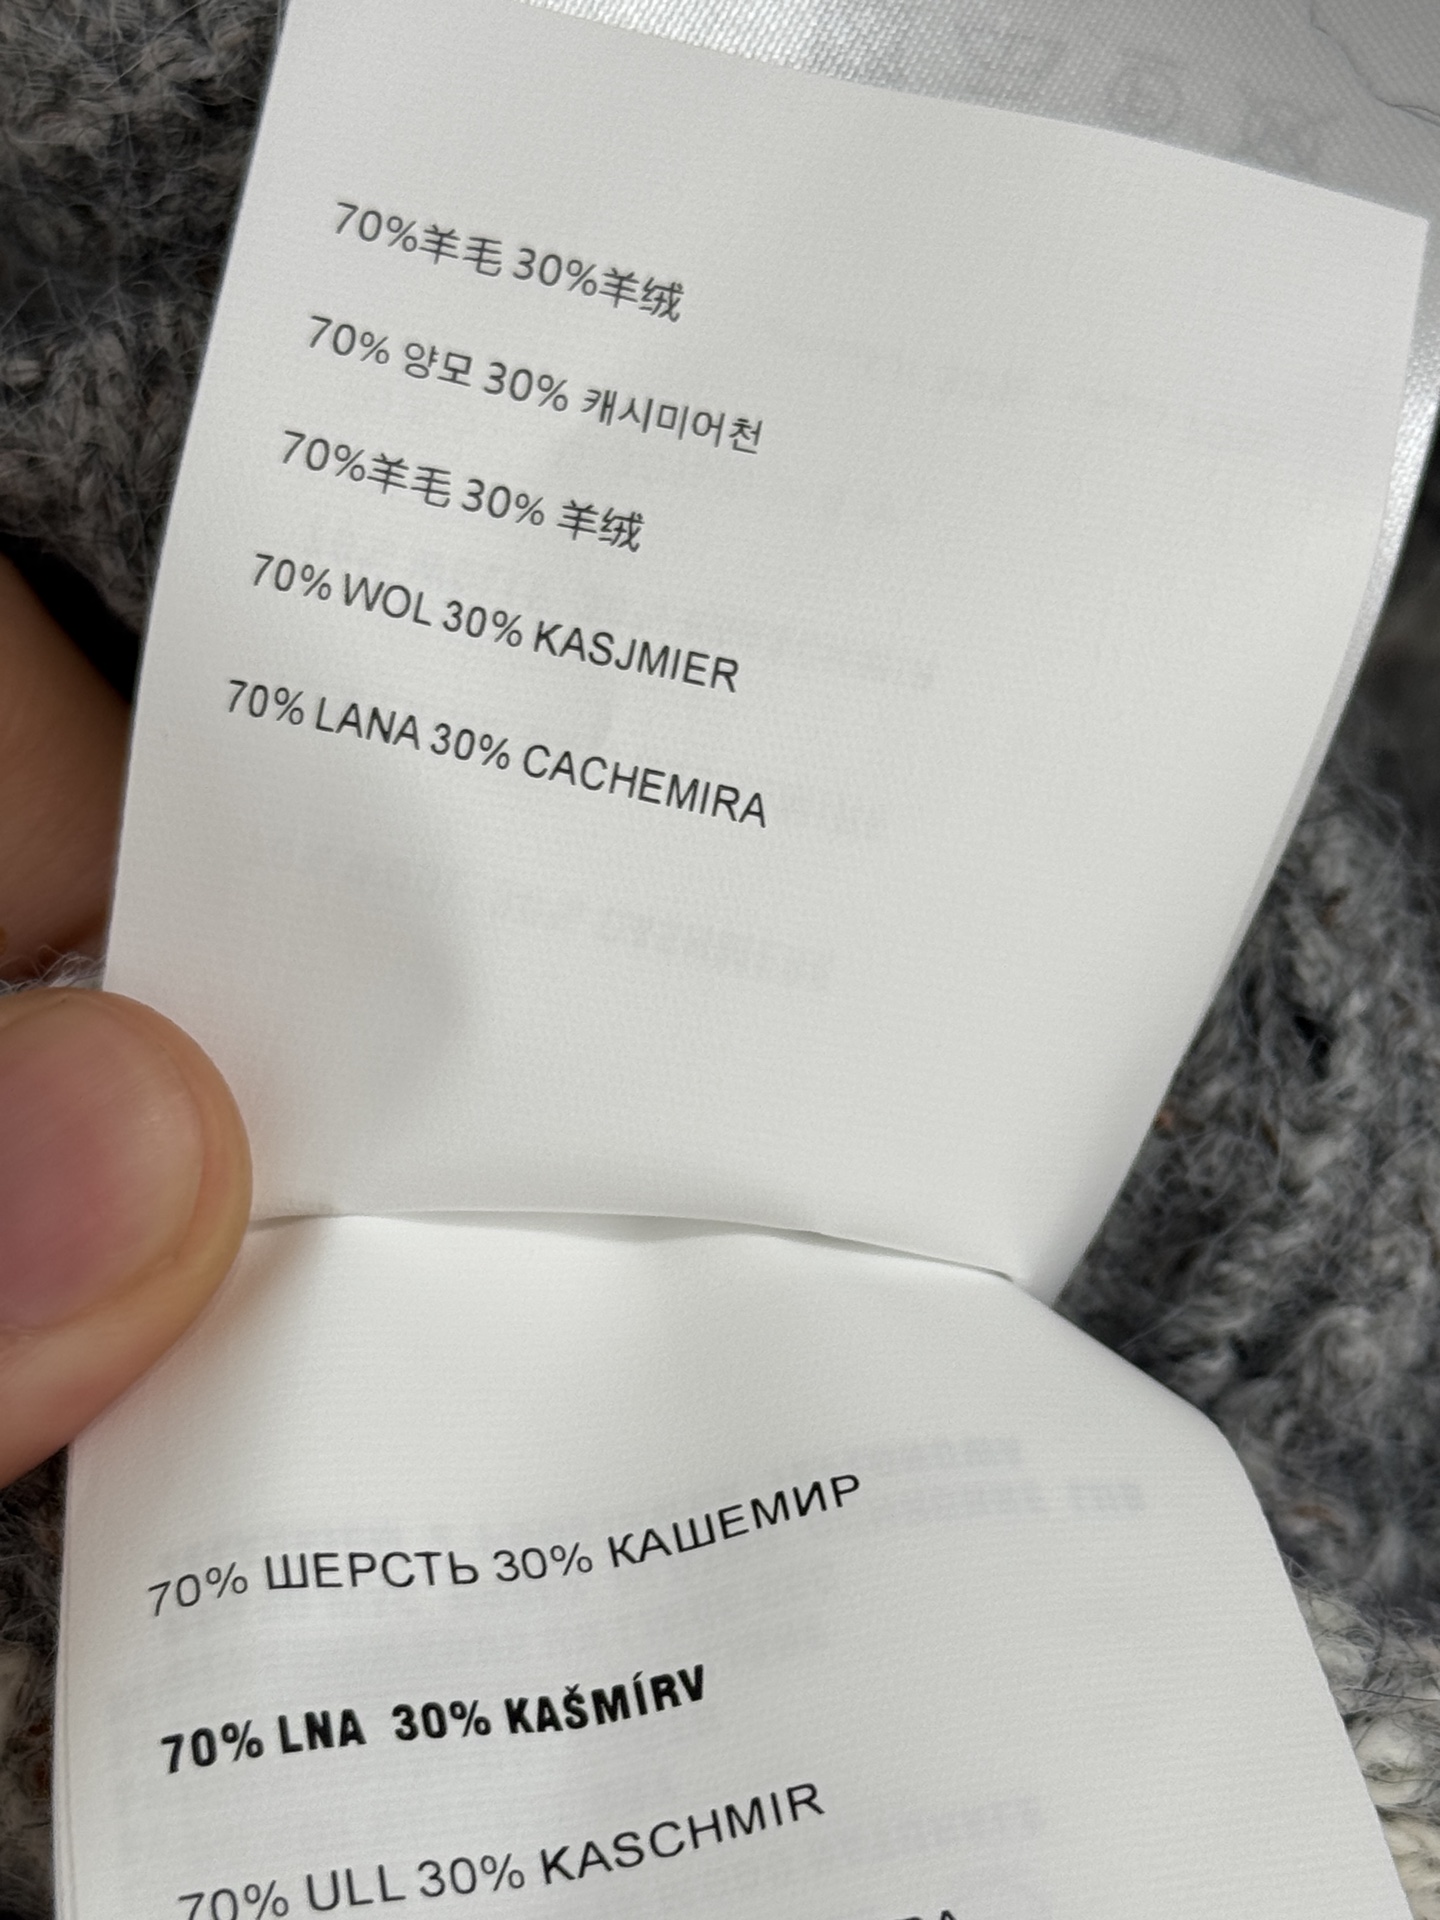 70%羊毛 30%羊绒
70% 양모 30% 캐시미어천
70%羊毛 30% 羊绒
70% WOL 30% KASJMIER
70% LANA 30% CACHEMIRA
70% ШЕРСТЬ 30% КАШЕМИР
70% LNA 30% KAŠMÍRV
70% ULL 30% KASCHMIR